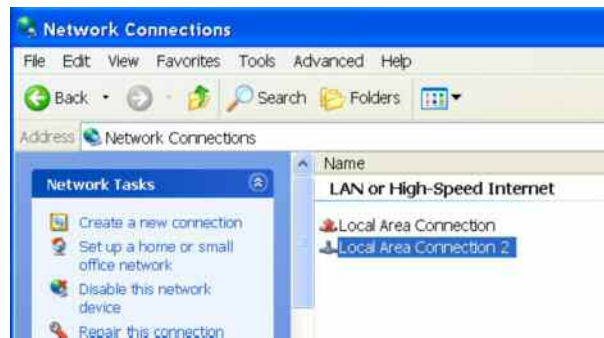 Network Connections
File Edit View Favorites Tools Advanced Help
Back Search Folders
Address Network Connections
Network Tasks
Create a new connection
Set up a home or small
office network
Disable this network
device
Repair this connection
Name
LAN or High-Speed Internet
Local Area Connection
Local Area Connection 2